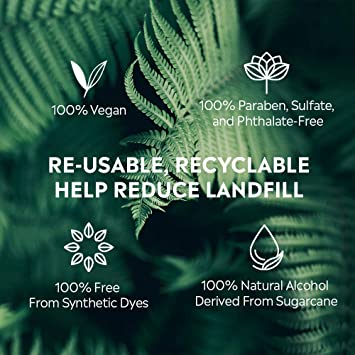 100% Vegan
100% Paraben, Sulfate,
and Phthalate-Free
RE-USABLE, RECYCLABLE
HELP REDUCE LANDFILL
100% Free
From Synthetic Dyes
100% Natural Alcohol
Derived From Sugarcane